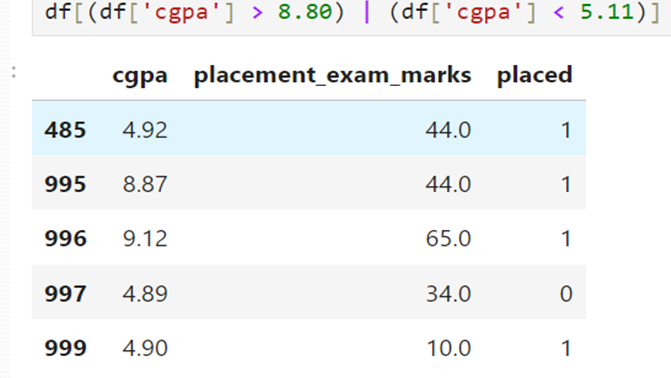 df[(df['cgpa'] > 8.80) | (df['cgpa'] < 5.11)]
:
cgpa placement_exam_marks placed
485 4.92 44.0 1
995 8.87 44.0 1
996 9.12 65.0 1
997 4.89 34.0 0
999 4.90 10.0 1